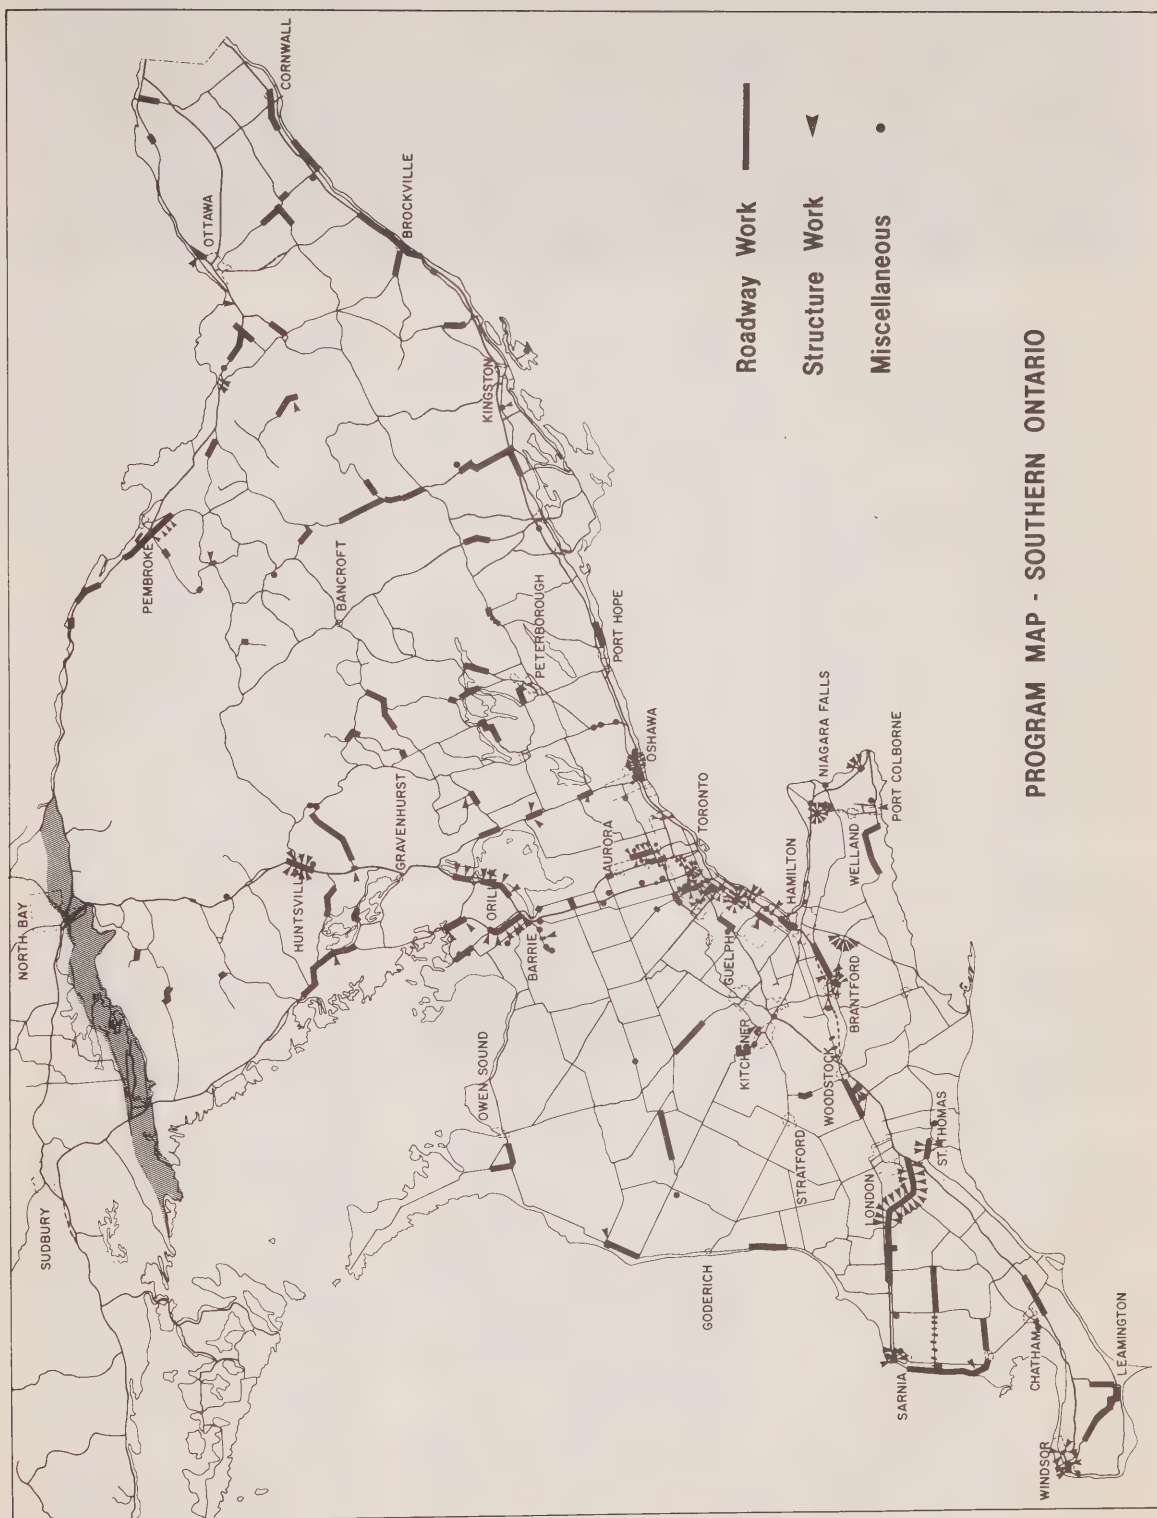 NORTH BAY
SUDBURY
PEMBROKE
OTTAWA
CORNWALL
BROCKVILLE
KINGSTON
BANCROFT
HUNTSVILLE
GRAVENHURST
PETERBOROUGH
PORT HOPE
ORILLIA
BARRIE
OWEN SOUND
AURORA
OSHAWA
TORONTO
GUELPH
KITCHENER
HAMILTON
NIAGARA FALLS
WELLAND
PORT COLBORNE
BRANTFORD
WOODSTOCK
STRATFORD
GODERICH
LONDON
ST. THOMAS
SARNIA
CHATHAM
WINDSOR
LEAMINGTON
Roadway Work
Structure Work
Miscellaneous
PROGRAM MAP - SOUTHERN ONTARIO